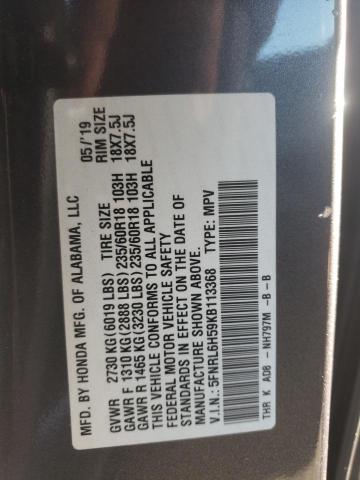 MFD. BY HONDA MFG. OF ALABAMA, LLC 05/'19
TIRE SIZE RIM SIZE
GVWR 2730 KG(6019 LBS)
GAWR F 1310 KG(2888 LBS) 235/60R18 103H 18X7.5J
GAWR R 1465 KG(3230 LBS) 235/60R18 103H 18X7.5J
THIS VEHICLE CONFORMS TO ALL APPLICABLE
FEDERAL MOTOR VEHICLE SAFETY
STANDARDS IN EFFECT ON THE DATE OF
MANUFACTURE SHOWN ABOVE.
V.I.N.: 5FNRL6H59KB113368 TYPE: MPV
THR K A08 -NH797M -B -B